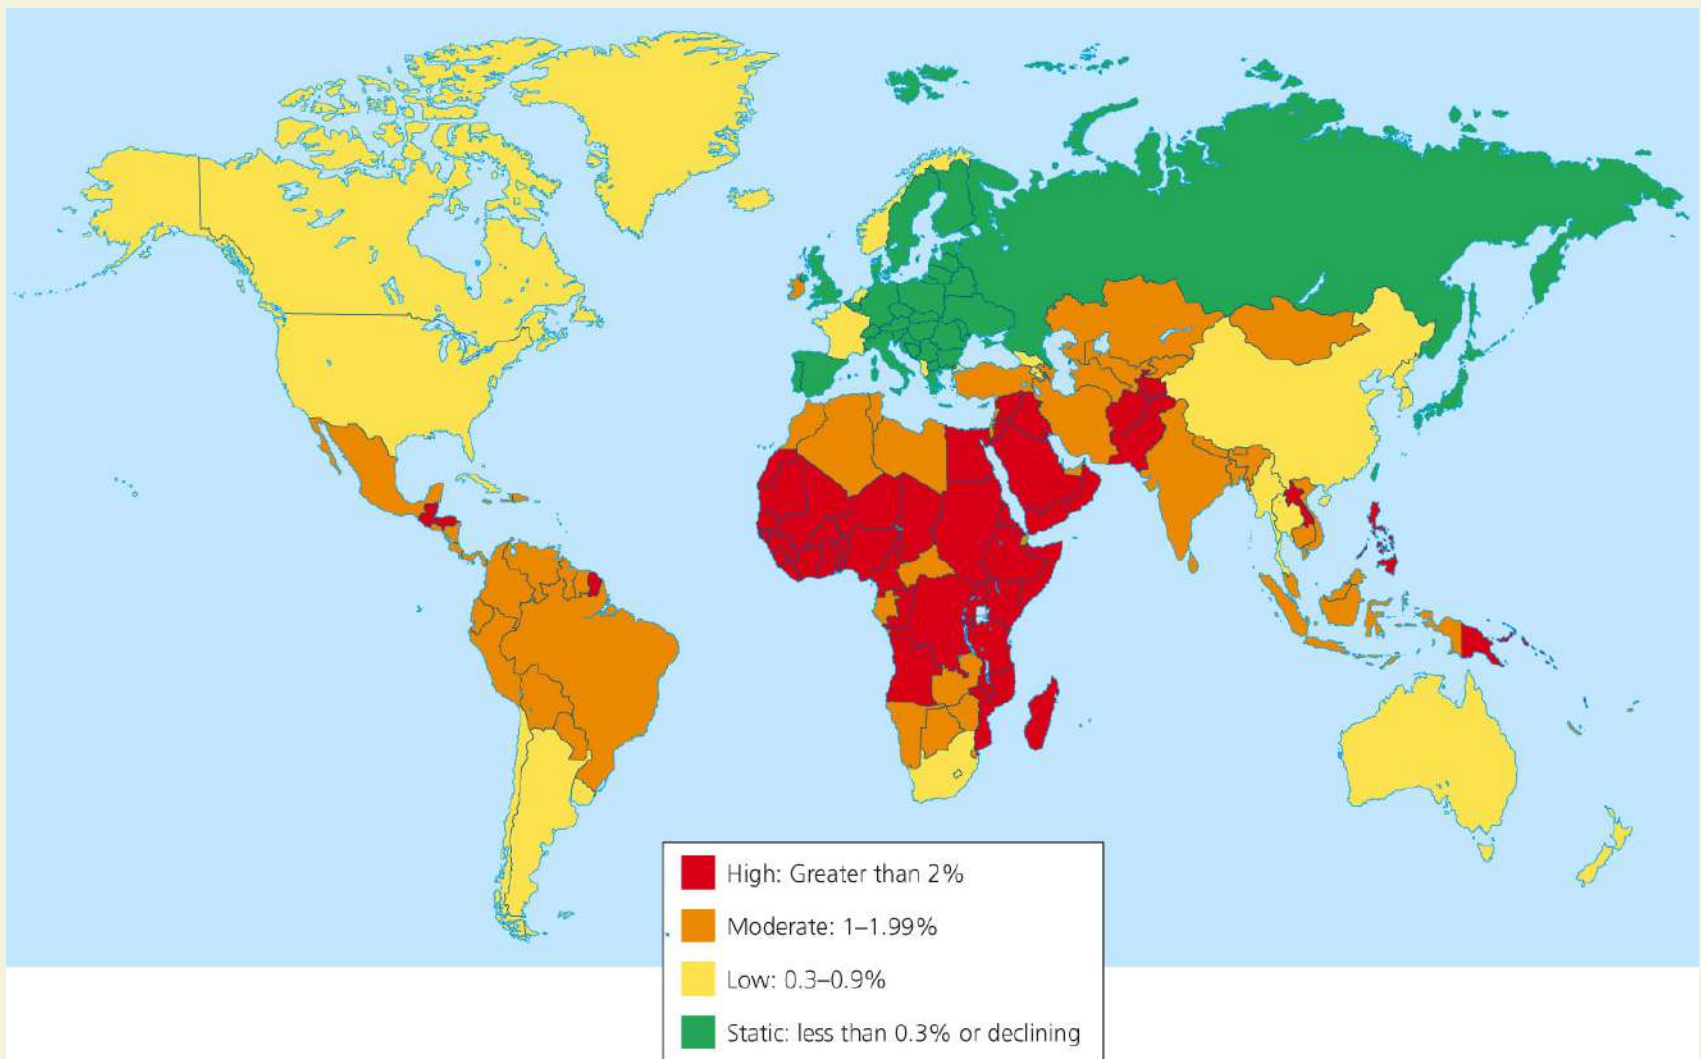 High: Greater than 2%
Moderate: 1–1.99%
Low: 0.3–0.9%
Static: less than 0.3% or declining